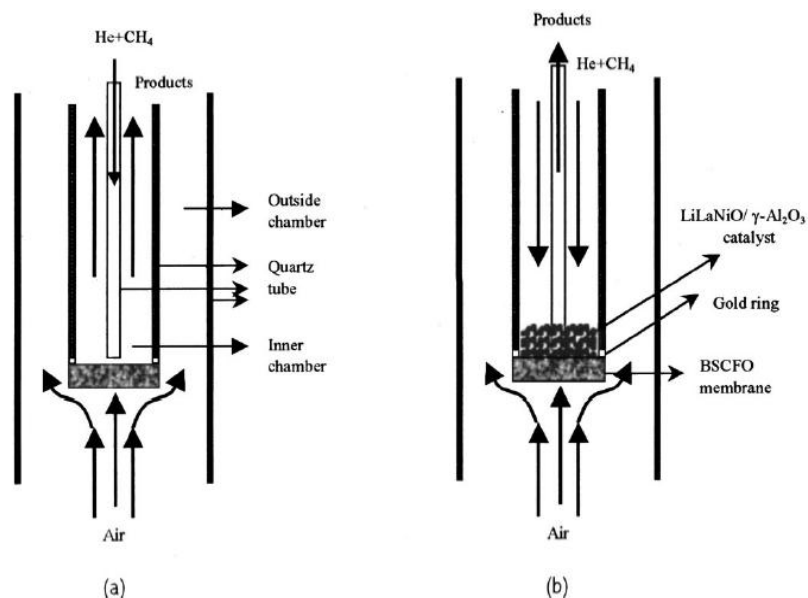 He+CH₄
Products
Outside
chamber
Quartz
tube
Inner
chamber
Air
(a)
Products
He+CH₄
LiLaNiO/ γ-Al₂O₃
catalyst
Gold ring
BSCFO
membrane
Air
(b)